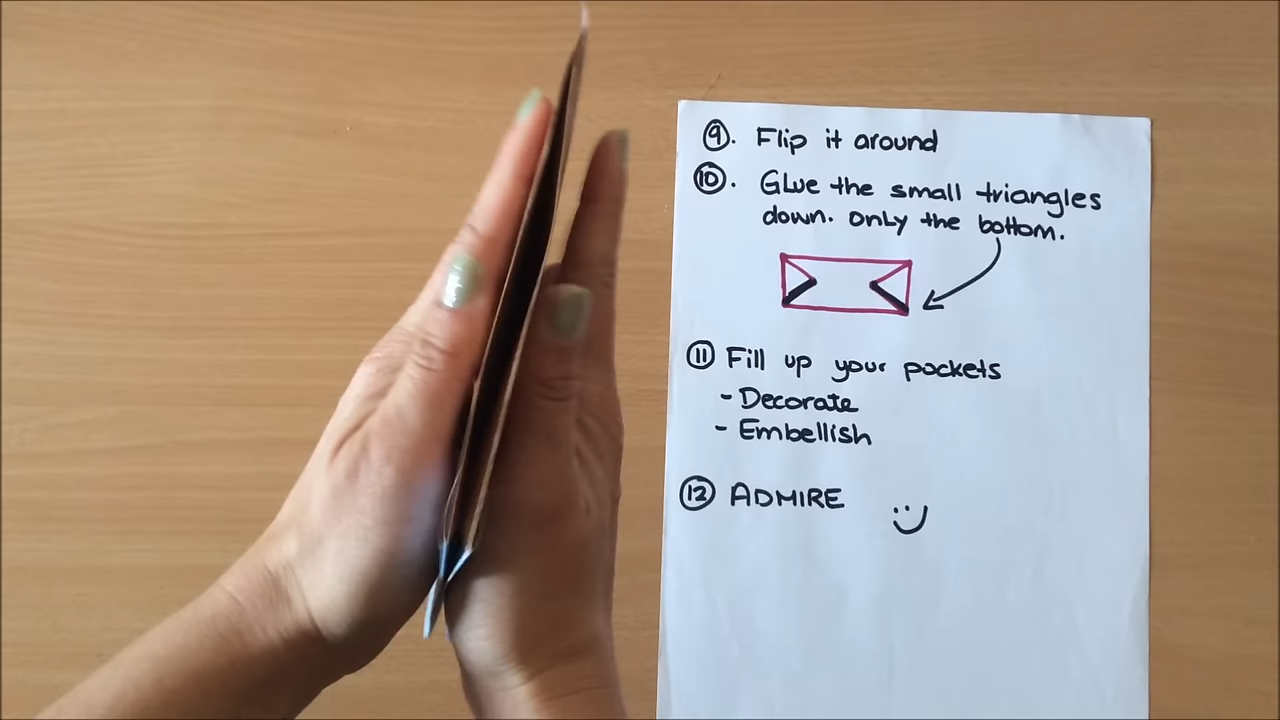 9. Flip it around
10. Glue the small triangles
down. only the bottom.
11 Fill up your pockets
- Decorate
- Embellish
12 ADMIRE